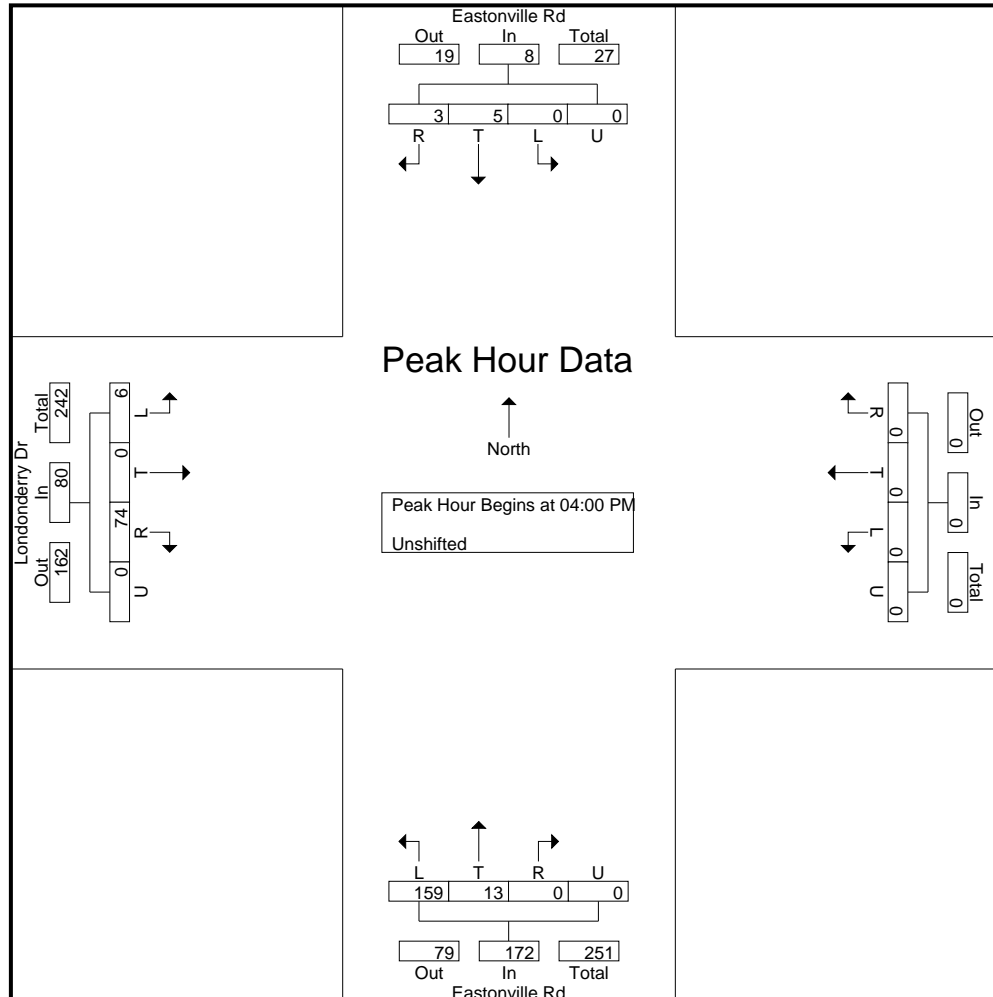 Eastonville Rd
Out In Total
19 8 27
3 5 0 0
R T L U
Peak Hour Data
North
Peak Hour Begins at 04:00 PM
Unshifted
Londonderry Dr
Total In Out
242 80 162
6 0 74 0
L T R U
R T L U
0 0 0 0
Out In Total
0 0 0
L T R U
159 13 0 0
79 172 251
Out In Total
Eastonville Rd